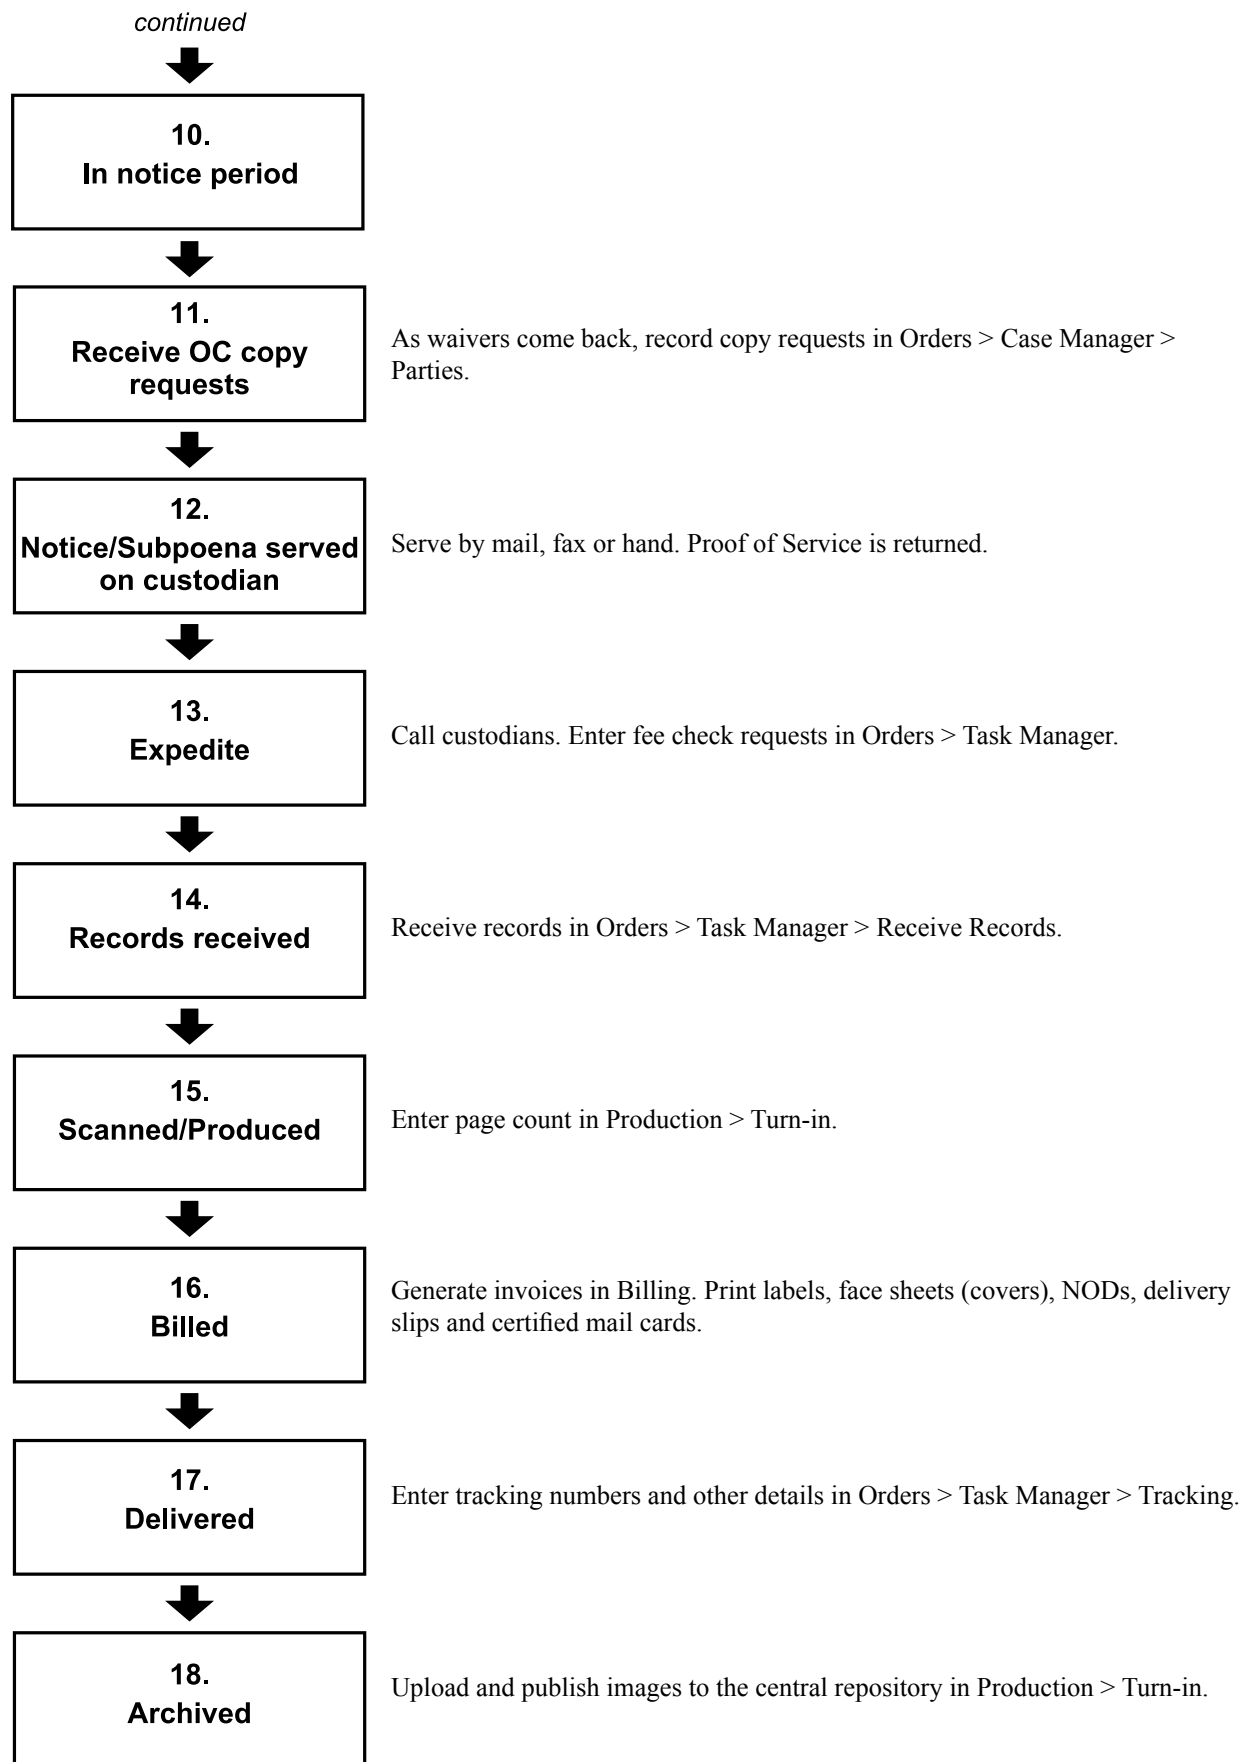 continued
10.
In notice period
11.
Receive OC copy
requests
As waivers come back, record copy requests in Orders > Case Manager >
Parties.
12.
Notice/Subpoena served
on custodian
Serve by mail, fax or hand. Proof of Service is returned.
13.
Expedite
Call custodians. Enter fee check requests in Orders > Task Manager.
14.
Records received
Receive records in Orders > Task Manager > Receive Records.
15.
Scanned/Produced
Enter page count in Production > Turn-in.
16.
Billed
Generate invoices in Billing. Print labels, face sheets (covers), NODs, delivery
slips and certified mail cards.
17.
Delivered
Enter tracking numbers and other details in Orders > Task Manager > Tracking.
18.
Archived
Upload and publish images to the central repository in Production > Turn-in.